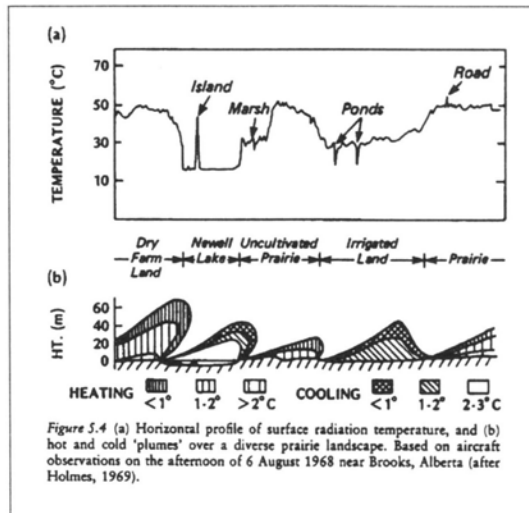 (a)
TEMPERATURE (°C)
70
50
30
10
Island
Marsh
Ponds
Road
Dry Farm Land
Newell Lake
Uncultivated Prairie
Irrigated Land
Prairie
(b)
HT. (m)
60
40
20
0
HEATING <1° 1·2° >2°C COOLING <1° 1·2° 2·3°C
Figure 5.4 (a) Horizontal profile of surface radiation temperature, and (b)
hot and cold 'plumes' over a diverse prairie landscape. Based on aircraft
observations on the afternoon of 6 August 1968 near Brooks, Alberta (after
Holmes, 1969).